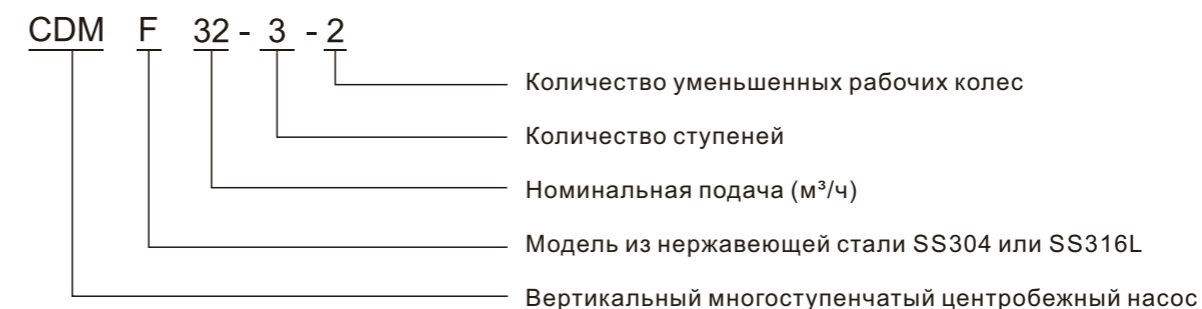 CDM F 32 - 3 - 2
Количество уменьшенных рабочих колес
Количество ступеней
Номинальная подача (м³/ч)
Модель из нержавеющей стали SS304 или SS316L
Вертикальный многоступенчатый центробежный насос